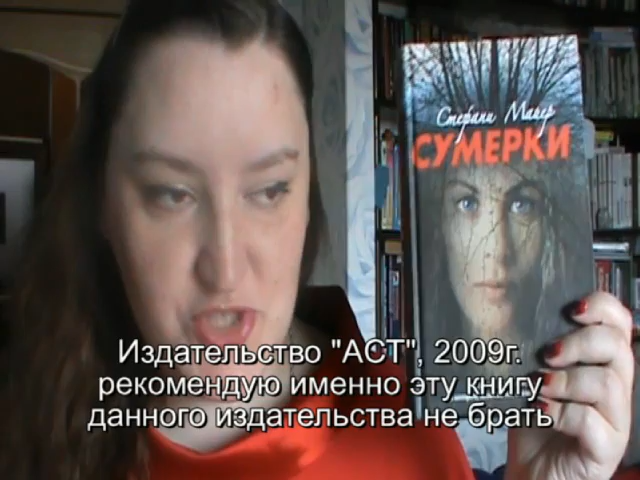 Стефани Майер
СУМЕРКИ
Издательство "АСТ", 2009г.
рекомендую именно эту книгу
данного издательства не брать